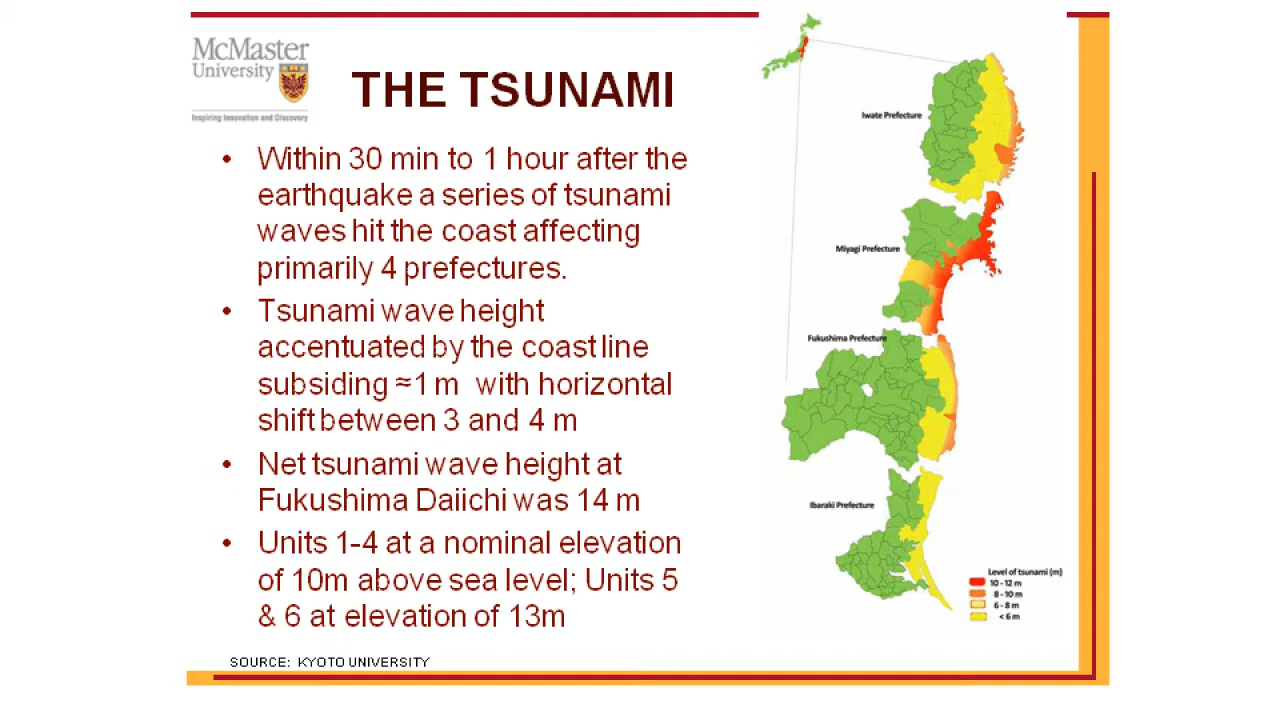 McMaster
University
Inspiring Innovation and Discovery
THE TSUNAMI
• Within 30 min to 1 hour after the
earthquake a series of tsunami
waves hit the coast affecting
primarily 4 prefectures.
• Tsunami wave height
accentuated by the coast line
subsiding ≈1 m with horizontal
shift between 3 and 4 m
• Net tsunami wave height at
Fukushima Daiichi was 14 m
• Units 1-4 at a nominal elevation
of 10m above sea level; Units 5
& 6 at elevation of 13m
SOURCE: KYOTO UNIVERSITY
Iwate Prefecture
Miyagi Prefecture
Fukushima Prefecture
Ibaraki Prefecture
Level of tsunami (m)
10 - 12 m
8 - 10 m
6 - 8 m
< 6 m